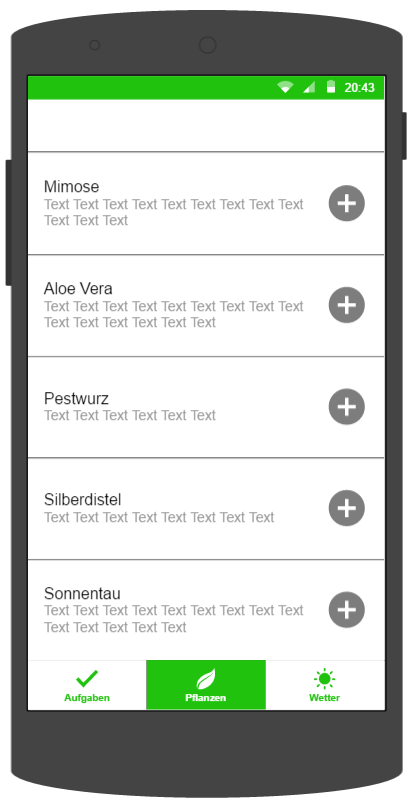 20:43
Mimose
Text Text Text Text Text Text Text Text Text
Text Text Text
Aloe Vera
Text Text Text Text Text Text Text Text Text
Text Text Text Text Text Text
Pestwurz
Text Text Text Text Text Text
Silberdistel
Text Text Text Text Text Text Text Text
Sonnentau
Text Text Text Text Text Text Text Text Text
Text Text Text Text Text
Aufgaben
Pflanzen
Wetter